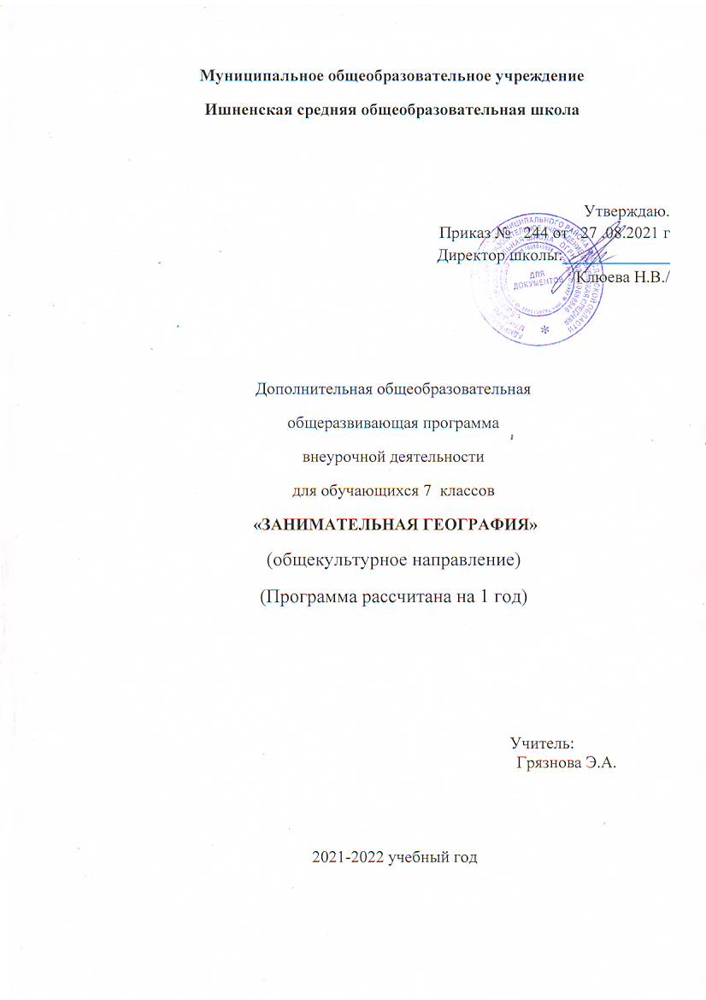 Муниципальное общеобразовательное учреждение
Ишненская средняя общеобразовательная школа
Утверждаю.
Приказ № 244 от 27 .08.2021 г
Директор школы:
/Клюева Н.В./
ДЛЯ
ДОКУМЕНТОВ
Дополнительная общеобразовательная
общеразвивающая программа
внеурочной деятельности
для обучающихся 7 классов
«ЗАНИМАТЕЛЬНАЯ ГЕОГРАФИЯ»
(общекультурное направление)
(Программа рассчитана на 1 год)
Учитель:
Грязнова Э.А.
2021-2022 учебный год